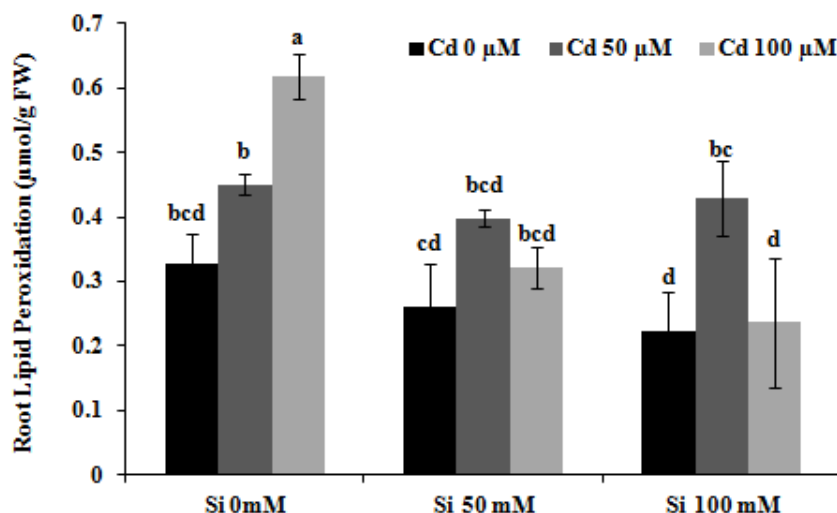 0.7
0.6
0.5
0.4
0.3
0.2
0.1
0
Root Lipid Peroxidation (µmol/g FW)
Cd 0 µM Cd 50 µM Cd 100 µM
bcd b a
cd bcd bcd
d bc d
Si 0mM Si 50 mM Si 100 mM